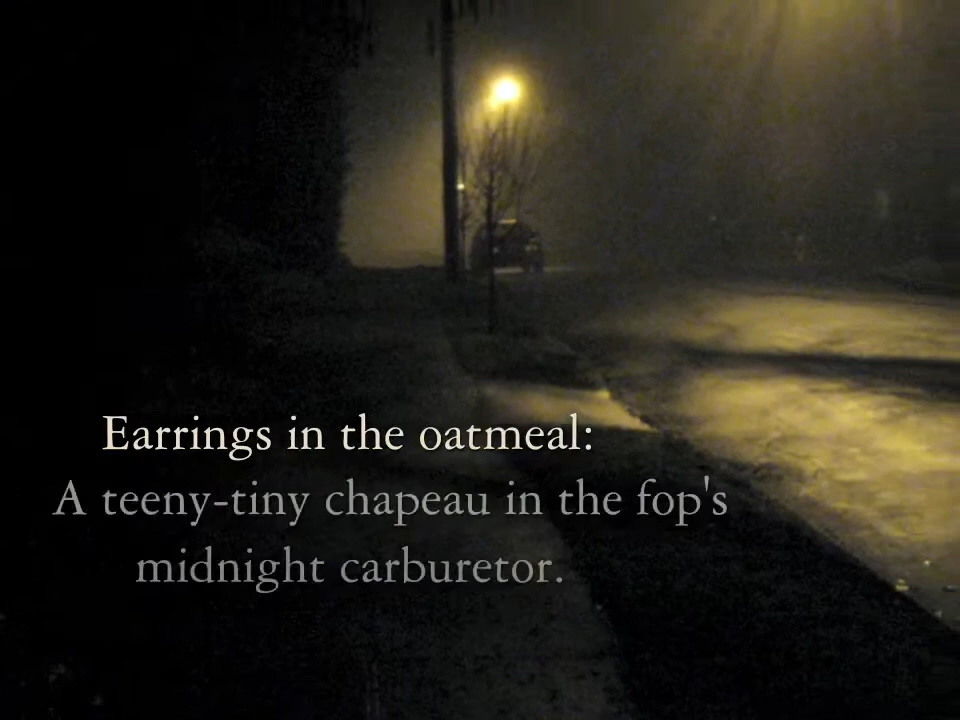 Earrings in the oatmeal:
A teeny-tiny chapeau in the fop's
midnight carburetor.